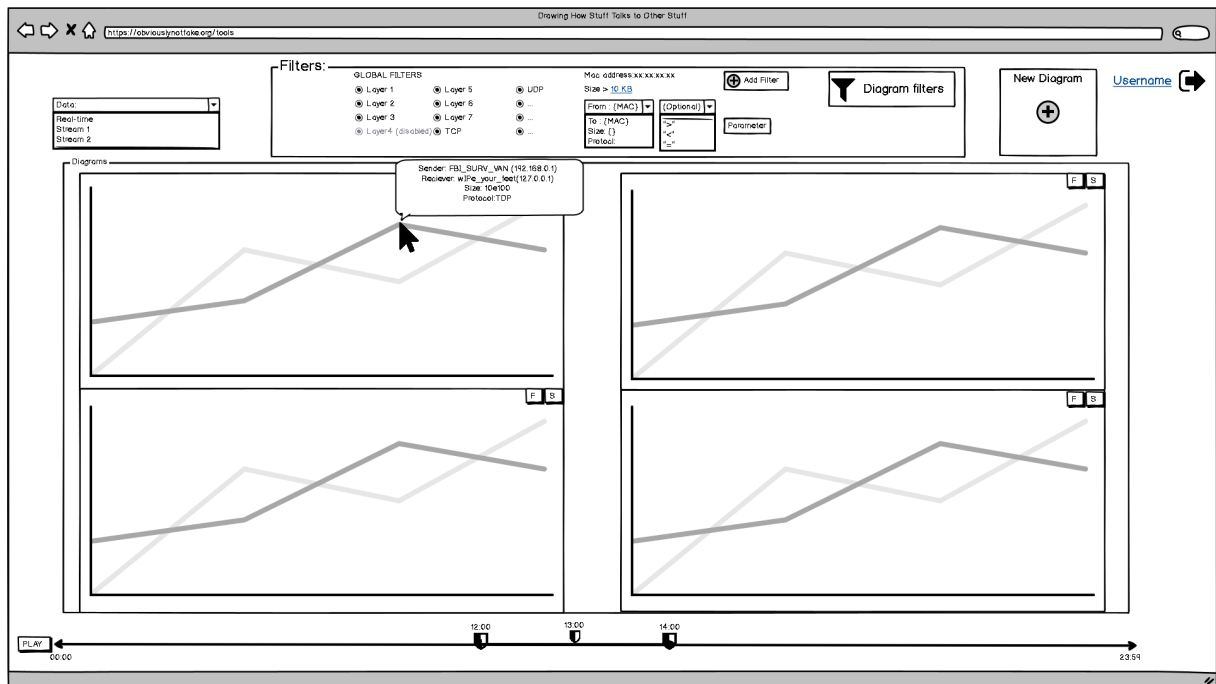 Drawing How Stuff Talks to Other Stuff
https://obviouslynotfake.org/tools
Filters:
GLOBAL FILTERS
Layer 1
Layer 5
UDP
Layer 2
Layer 6
...
Layer 3
Layer 7
...
Layer4 (disabled)
TCP
...
Mac address:xx:xx:xx:xx
Size > 10 KB
Add Filter
From : {MAC}
(Optional)
To : {MAC}
Size: {}
Protocl:
">"
"<"
"="
Parameter
Diagram filters
New Diagram
Username
Data:
Real-time
Stream 1
Stream 2
Diagrams
Sender: FBI_SURV_VAN (192.168.0.1)
Reciever: wIPe_your_feet(127.0.0.1)
Size: 10e100
Protocol:TDP
F S
F S
F S
12:00
13:00
14:00
PLAY
00:00
23:59